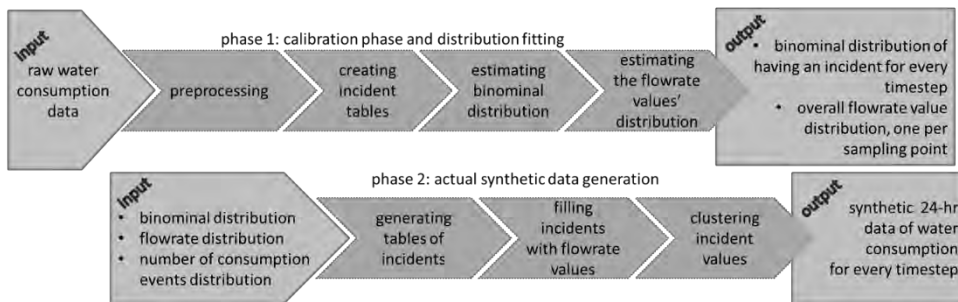 input
raw water
consumption
data
phase 1: calibration phase and distribution fitting
preprocessing
creating
incident
tables
estimating
binominal
distribution
estimating
the flowrate
values'
distribution
output
• binominal distribution of
having an incident for every
timestep
• overall flowrate value
distribution, one per
sampling point
phase 2: actual synthetic data generation
input
• binominal distribution
• flowrate distribution
• number of consumption
events distribution
generating
tables of
incidents
filling
incidents
with flowrate
values
clustering
incident
values
output
synthetic 24-hr
data of water
consumption
for every timestep